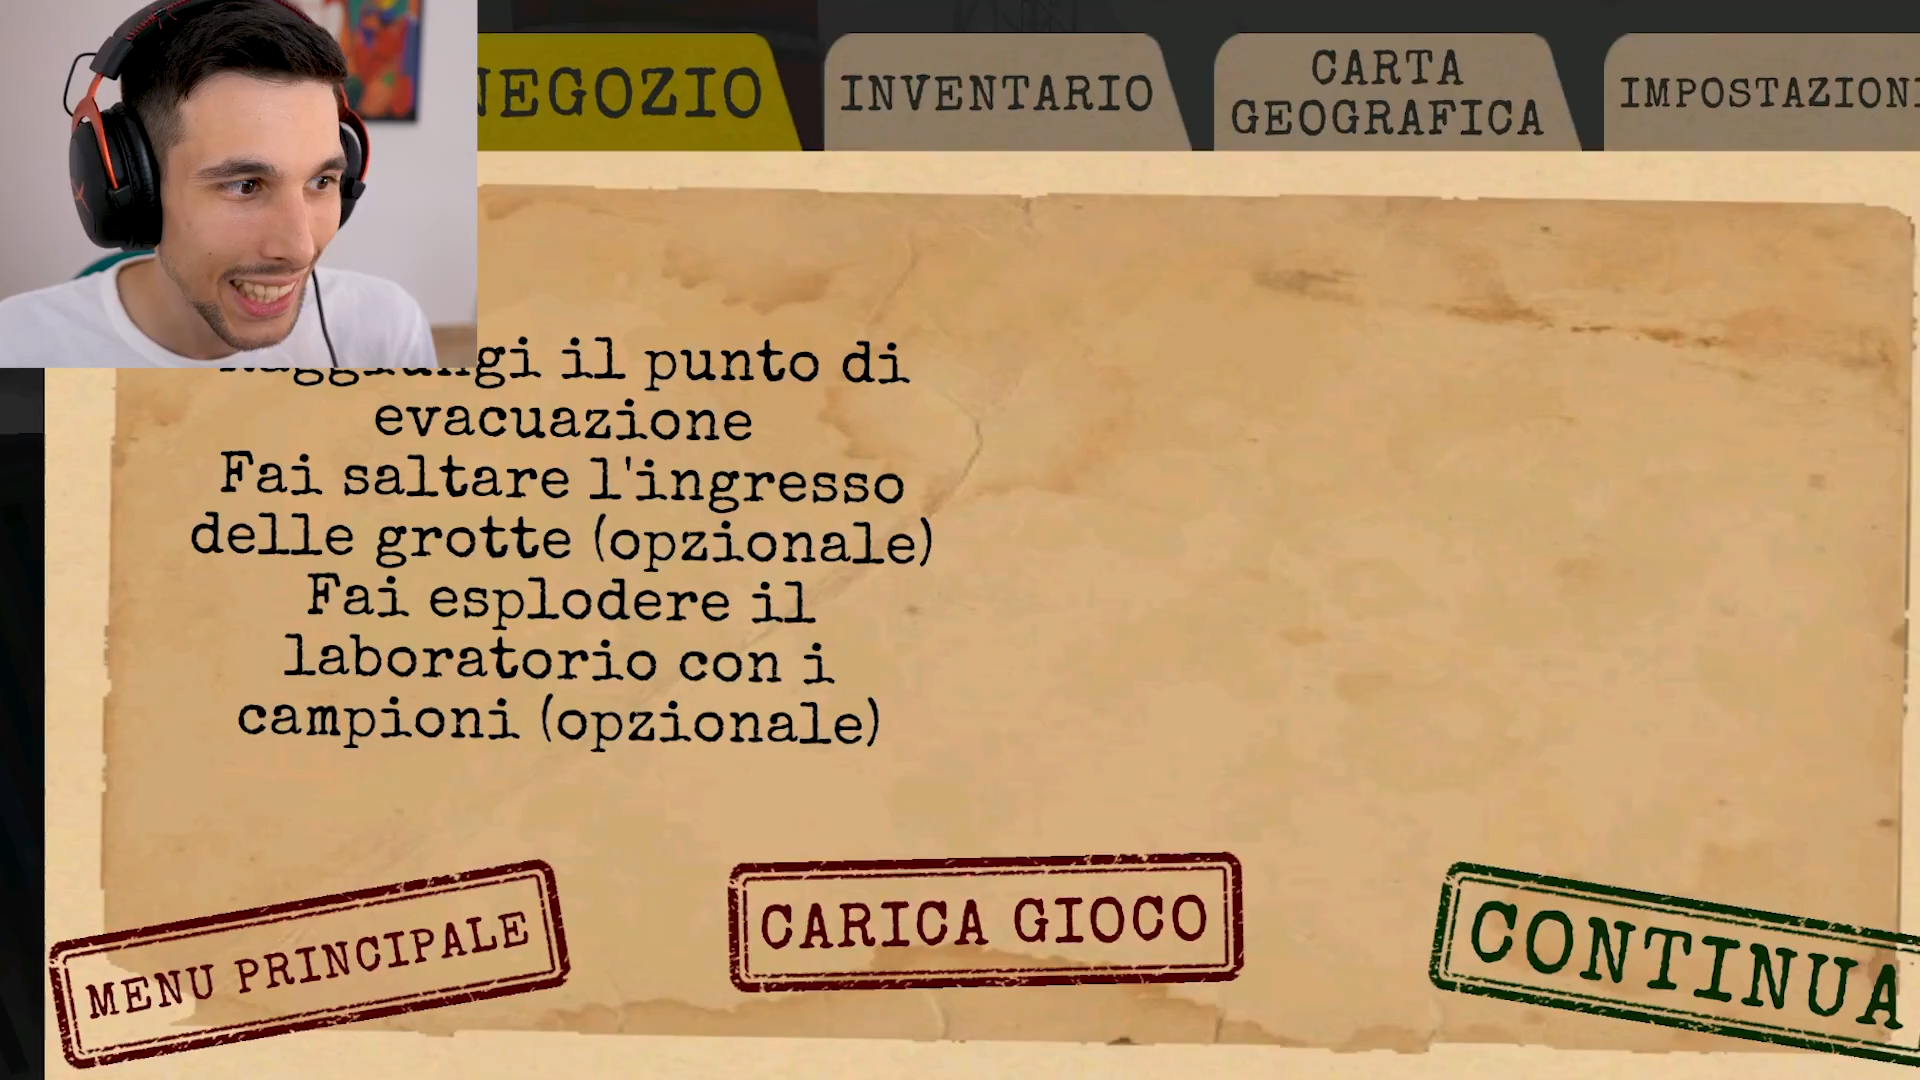 NEGOZIO
INVENTARIO
CARTA
GEOGRAFICA
IMPOSTAZIONI
Raggiungi il punto di
evacuazione
Fai saltare l'ingresso
delle grotte (opzionale)
Fai esplodere il
laboratorio con i
campioni (opzionale)
MENU PRINCIPALE
CARICA GIOCO
CONTINUA